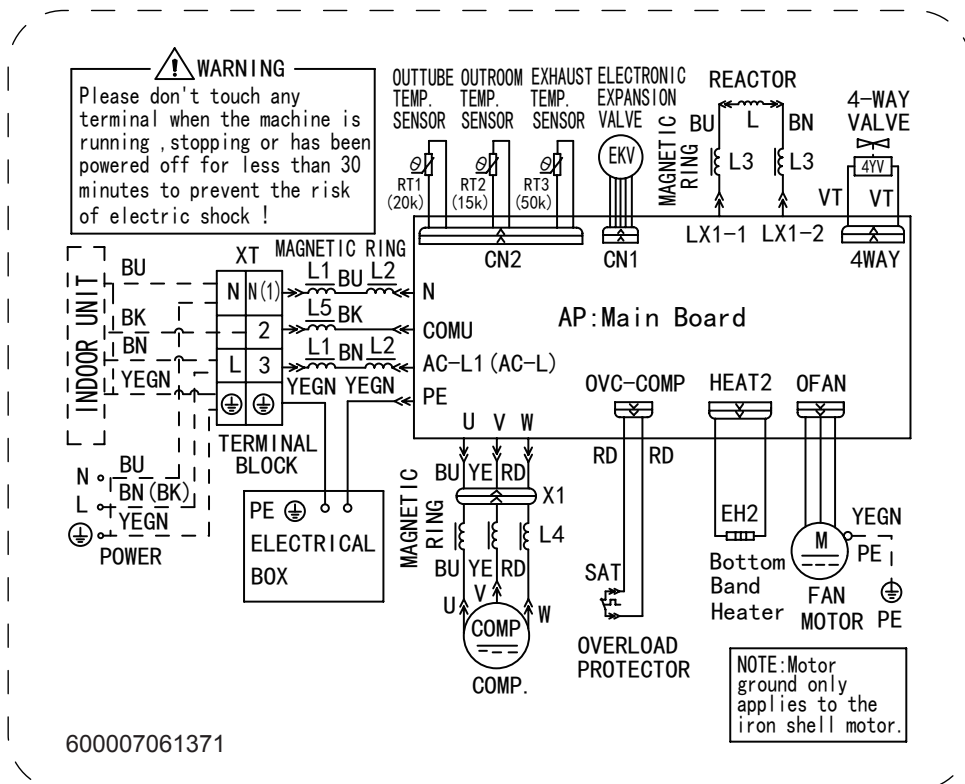 WARNING
Please don't touch any
terminal when the machine is
running ,stopping or has been
powered off for less than 30
minutes to prevent the risk
of electric shock !
OUTTUBE OUTROOM EXHAUST ELECTRONIC
TEMP. TEMP. TEMP. EXPANSION
SENSOR SENSOR SENSOR VALVE
RT1 RT2 RT3
(20k) (15k) (50k)
EKV
MAGNETIC
RING
REACTOR
BU L BN
L3 L3
4-WAY
VALVE
4YV
VT VT
CN2 CN1 LX1-1 LX1-2 4WAY
INDOOR UNIT
BU
BK
BN
YEGN
XT
N N(1)
2
L 3
TERMINAL
BLOCK
MAGNETIC RING
L1 BU L2
L5 BK
L1 BN L2
YEGN YEGN
N
COMU
AC-L1(AC-L)
PE
AP:Main Board
OVC-COMP HEAT2 OFAN
U V W
N BU
L BN(BK)
YEGN
POWER
PE
ELECTRICAL
BOX
MAGNETIC
RING
BU YE RD
X1
L4
BU YE RD
U V W
COMP
COMP.
RD RD
SAT
OVERLOAD
PROTECTOR
EH2
Bottom
Band
Heater
M
YEGN
PE
FAN
MOTOR PE
NOTE:Motor
ground only
applies to the
iron shell motor.
600007061371